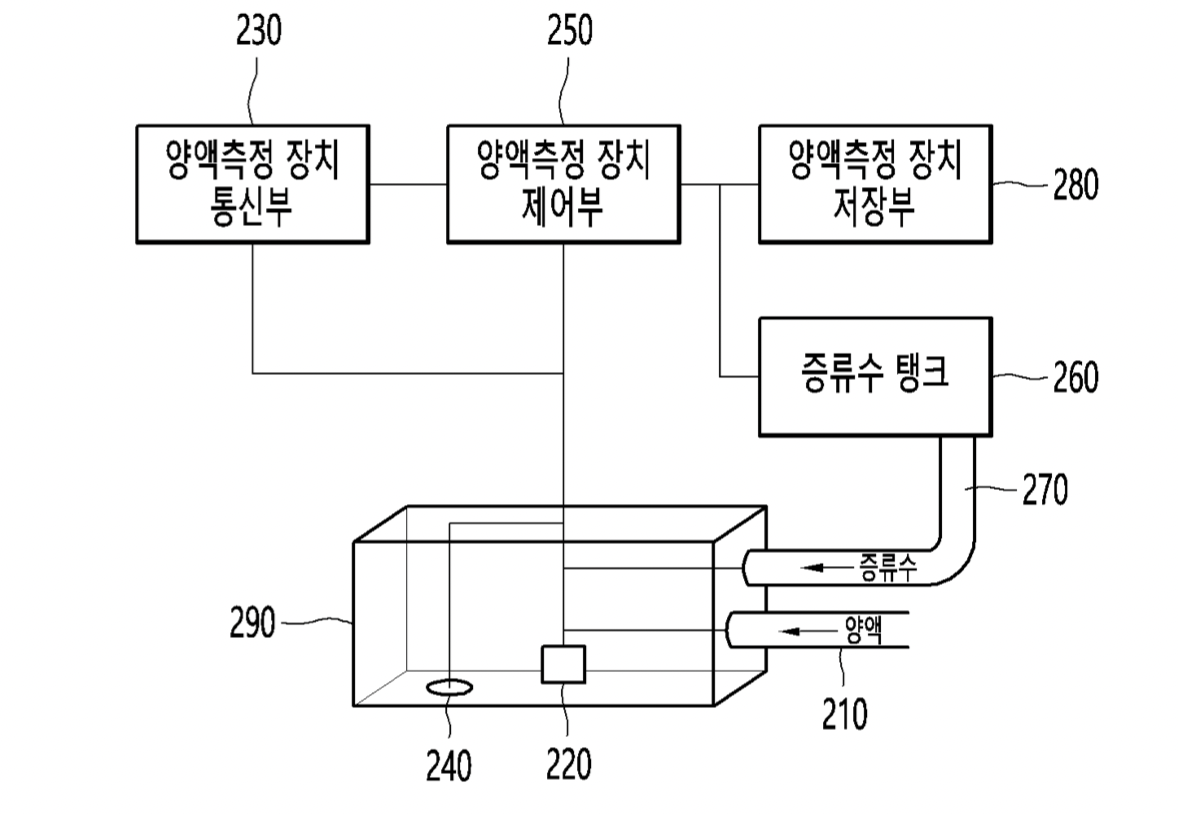 230
250
양액측정 장치
통신부
양액측정 장치
제어부
양액측정 장치
저장부
280
증류수 탱크
260
270
증류수
290
양액
210
240
220